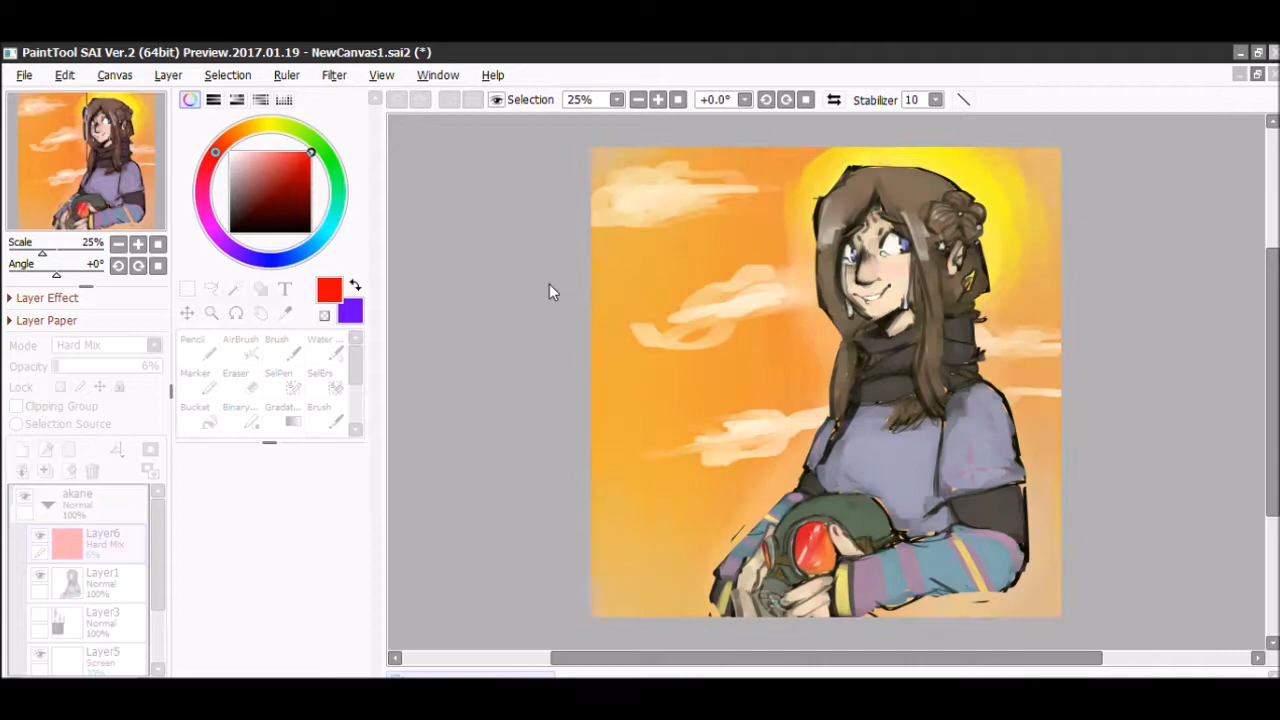 PaintTool SAI Ver.2 (64bit) Preview.2017.01.19 - NewCanvas1.sai2 (*)
File Edit Canvas Layer Selection Ruler Filter View Window Help
Selection 25% +0.0° Stabilizer 10
Scale 25%
Angle +0°
Layer Effect
Layer Paper
Mode Hard Mix
Opacity 6%
Lock
Clipping Group
Selection Source
T
Pencil AirBrush Brush Water ...
Marker Eraser SelPen SelErs
Bucket Binary... Gradat... Brush
akane
Normal
100%
Layer6
Hard Mix
6%
Layer1
Normal
100%
Layer3
Normal
100%
Layer5
Screen